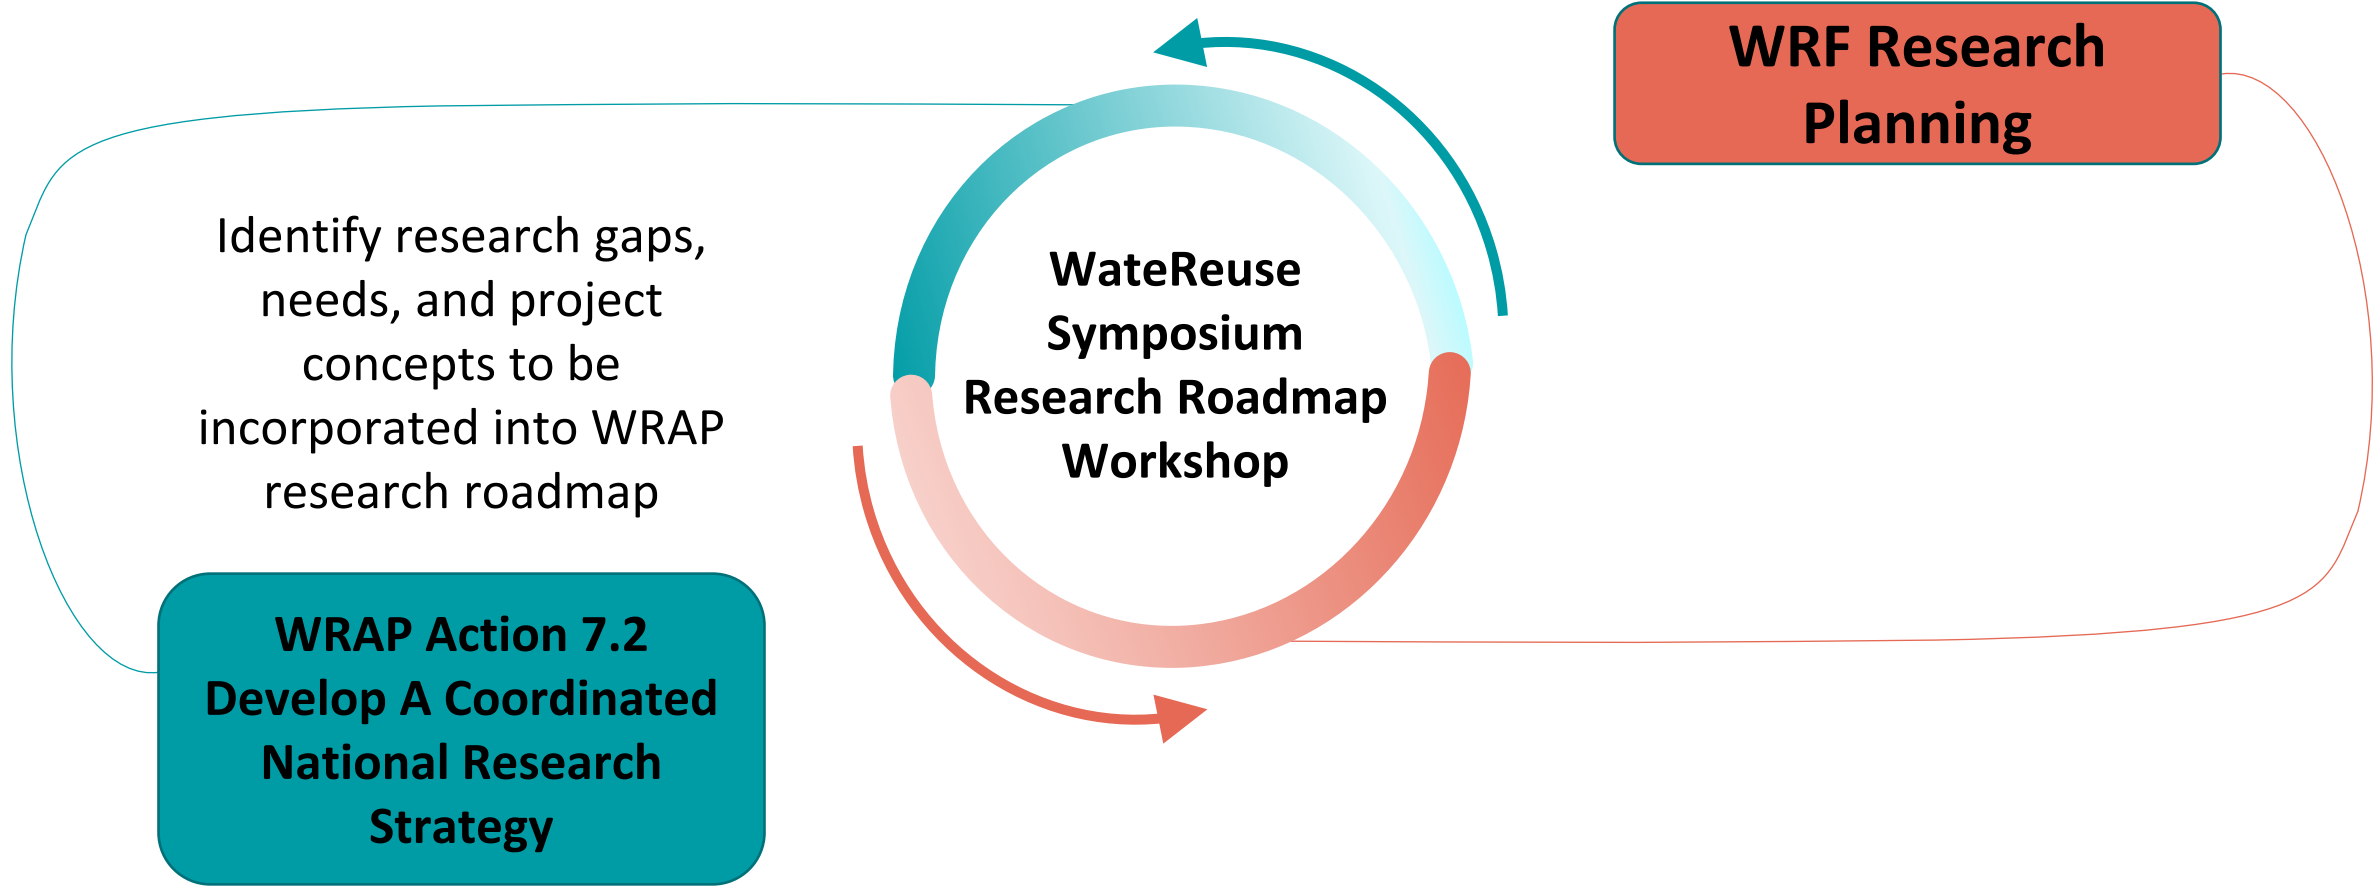 WRF Research
Planning
Identify research gaps,
needs, and project
concepts to be
incorporated into WRAP
research roadmap
WateReuse
Symposium
Research Roadmap
Workshop
WRAP Action 7.2
Develop A Coordinated
National Research
Strategy